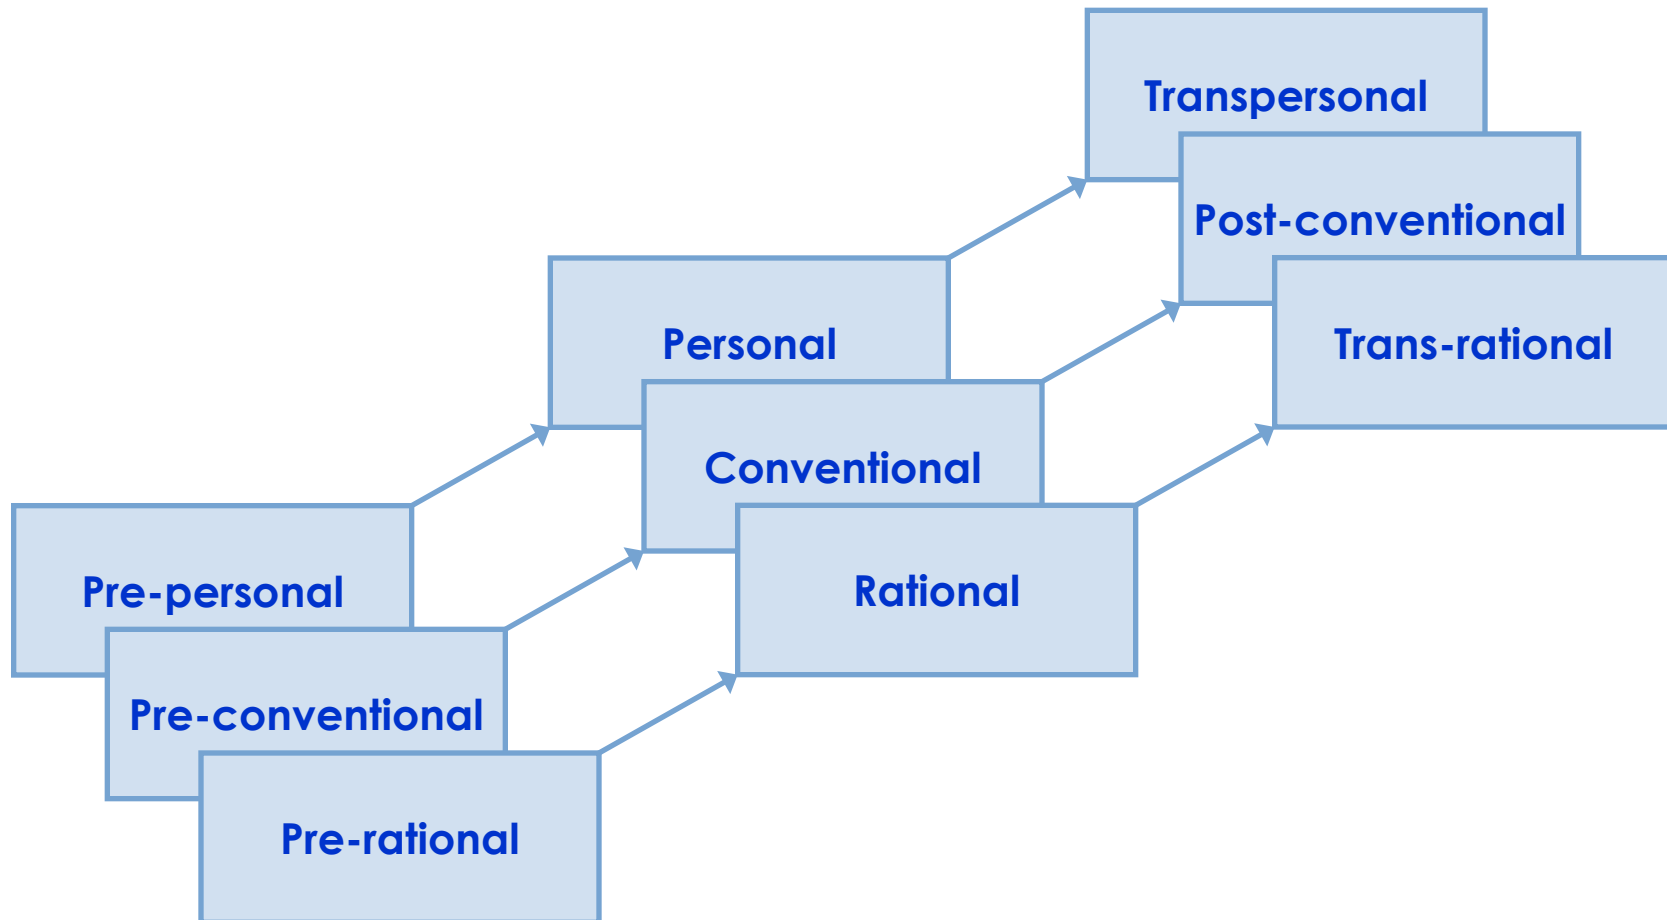 Transpersonal
Post-conventional
Trans-rational
Personal
Conventional
Rational
Pre-personal
Pre-conventional
Pre-rational